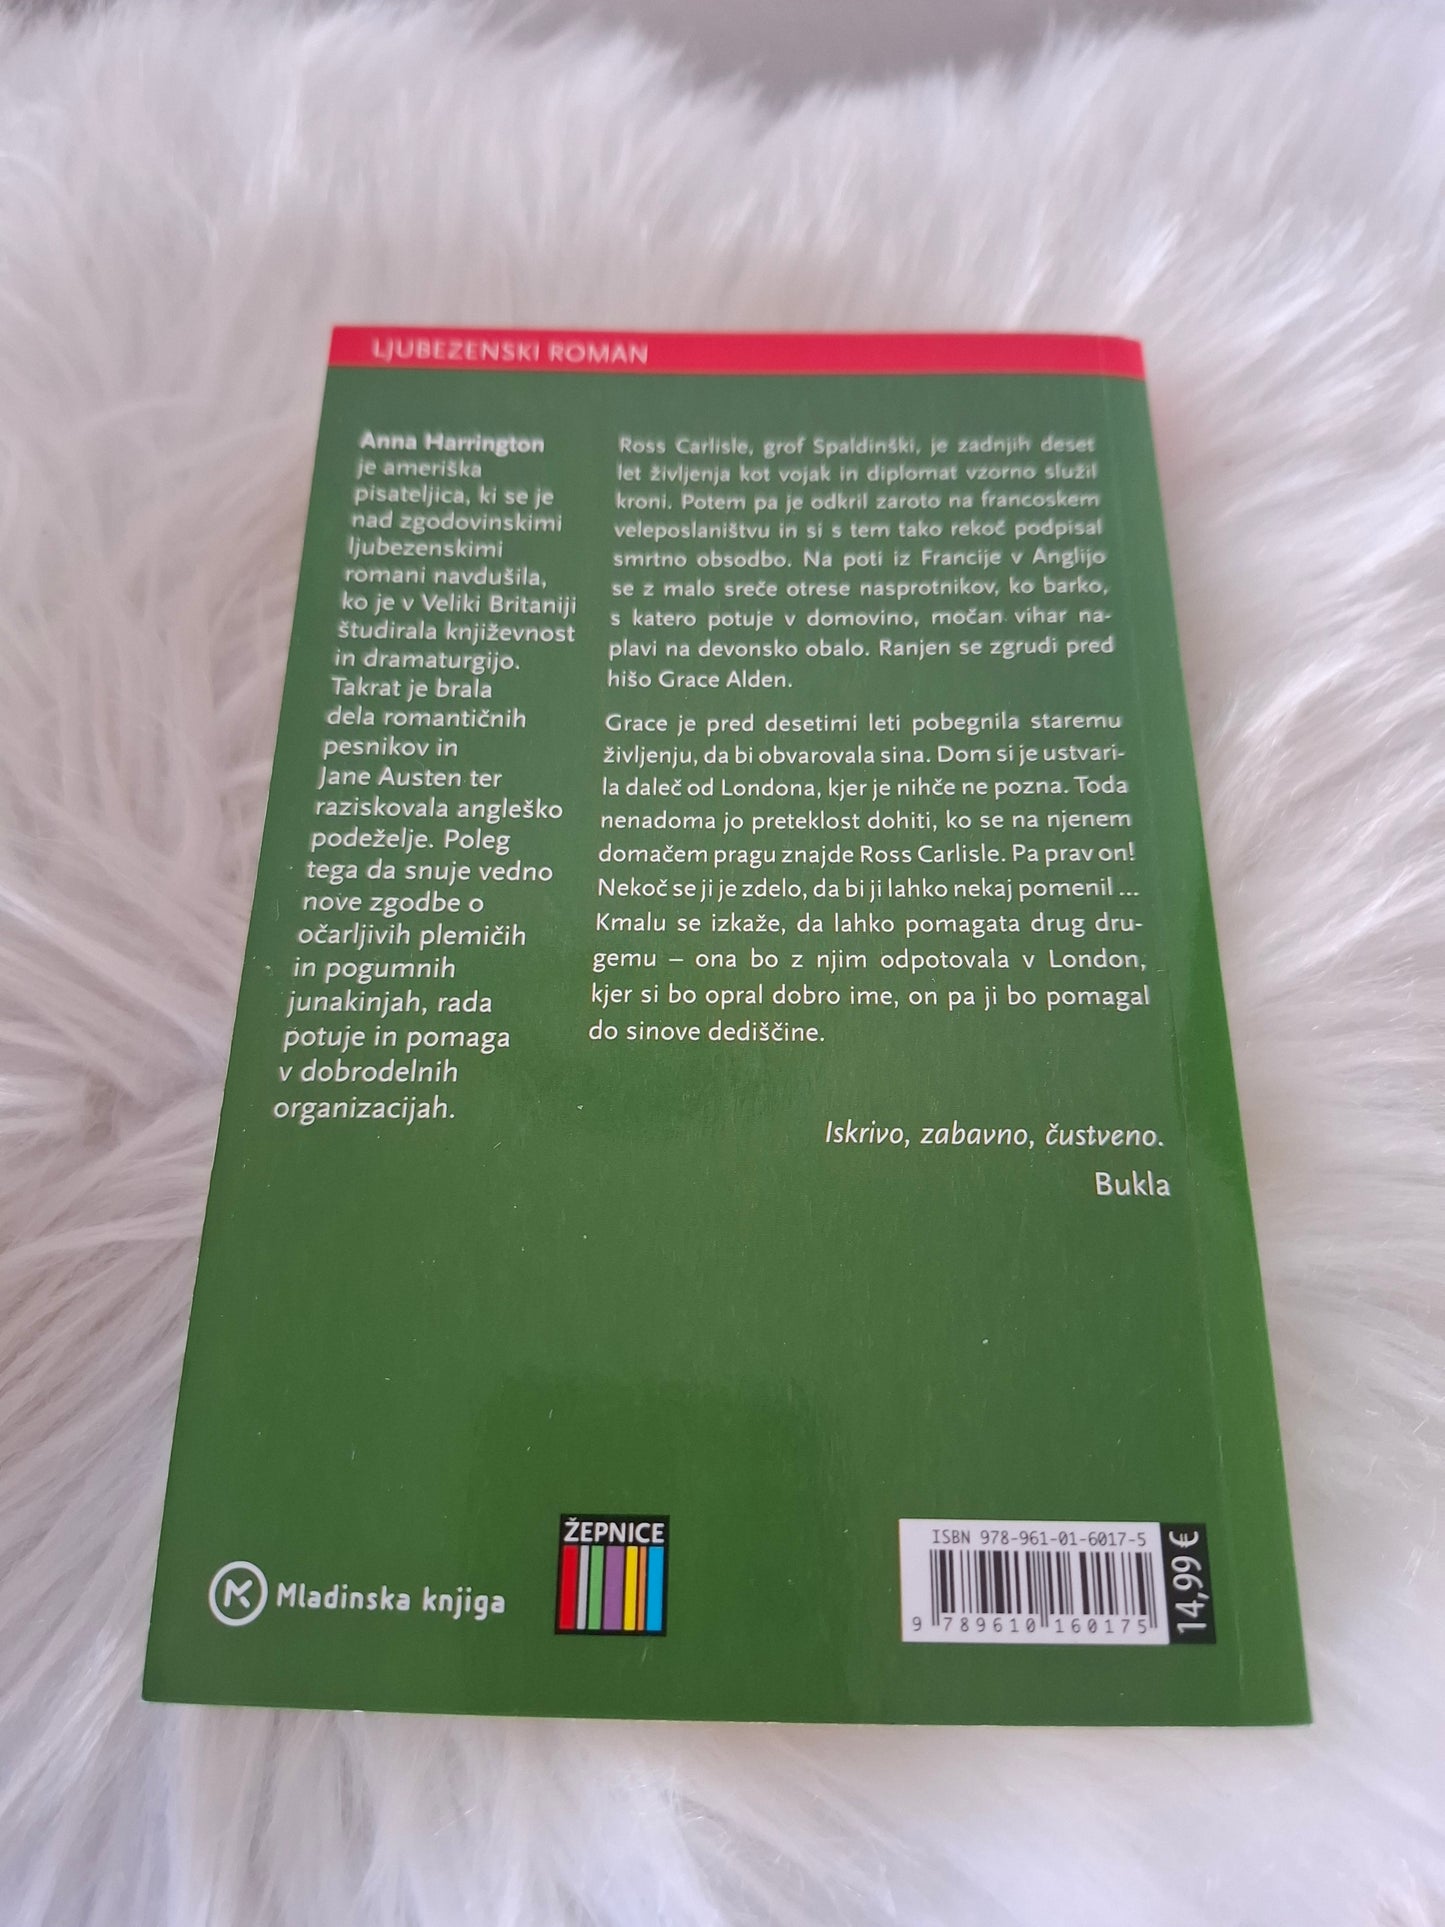 LJUBEZENSKI ROMAN
Anna Harrington
je ameriška
pisateljica, ki se je
nad zgodovinskimi
ljubezenskimi
romani navdušila,
ko je v Veliki Britaniji
študirala književnost
in dramaturgijo.
Takrat je brala
dela romantičnih
pesnikov in
Jane Austen ter
raziskovala angleško
podeželje. Poleg
tega da snuje vedno
nove zgodbe o
očarljivih plemičih
in pogumnih
junakinjah, rada
potuje in pomaga
v dobrodelnih
organizacijah.
Ross Carlisle, grof Spaldinški, je zadnjih deset
let življenja kot vojak in diplomat vzorno služil
kroni. Potem pa je odkril zaroto na francoskem
veleposlaništvu in si s tem tako rekoč podpisal
smrtno obsodbo. Na poti iz Francije v Anglijo
se z malo sreče otrese nasprotnikov, ko barko,
s katero potuje v domovino, močan vihar na-
plavi na devonsko obalo. Ranjen se zgrudi pred
hišo Grace Alden.
Grace je pred desetimi leti pobegnila staremu
življenju, da bi obvarovala sina. Dom si je ustvari-
la daleč od Londona, kjer je nihče ne pozna. Toda
nenadoma jo preteklost dohiti, ko se na njenem
domačem pragu znajde Ross Carlisle. Pa prav on!
Nekoč se ji je zdelo, da bi ji lahko nekaj pomenil ...
Kmalu se izkaže, da lahko pomagata drug dru-
gemu – ona bo z njim odpotovala v London,
kjer si bo opral dobro ime, on pa ji bo pomagal
do sinove dediščine.
Iskrivo, zabavno, čustveno.
Bukla
Mladinska knjiga
ŽEPNICE
ISBN 978-961-01-6017-5
9 789610 160175
14,99 €